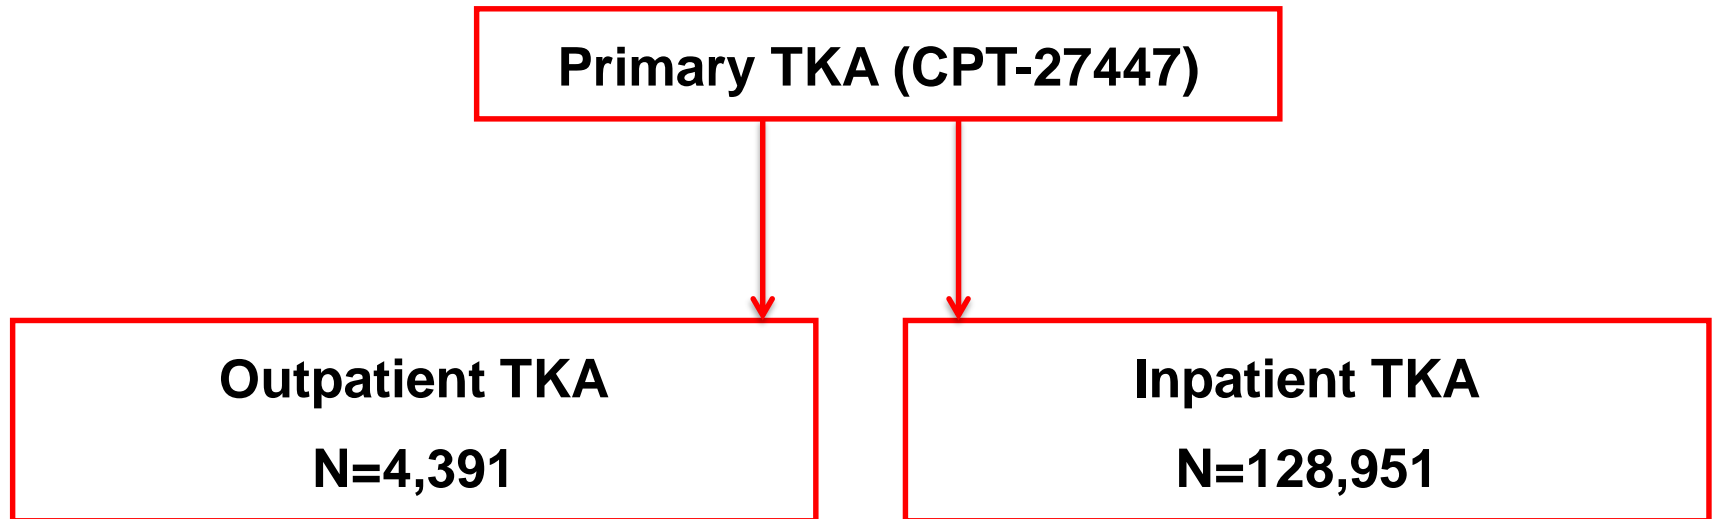 Primary TKA (CPT-27447)
Outpatient TKA
N=4,391
Inpatient TKA
N=128,951